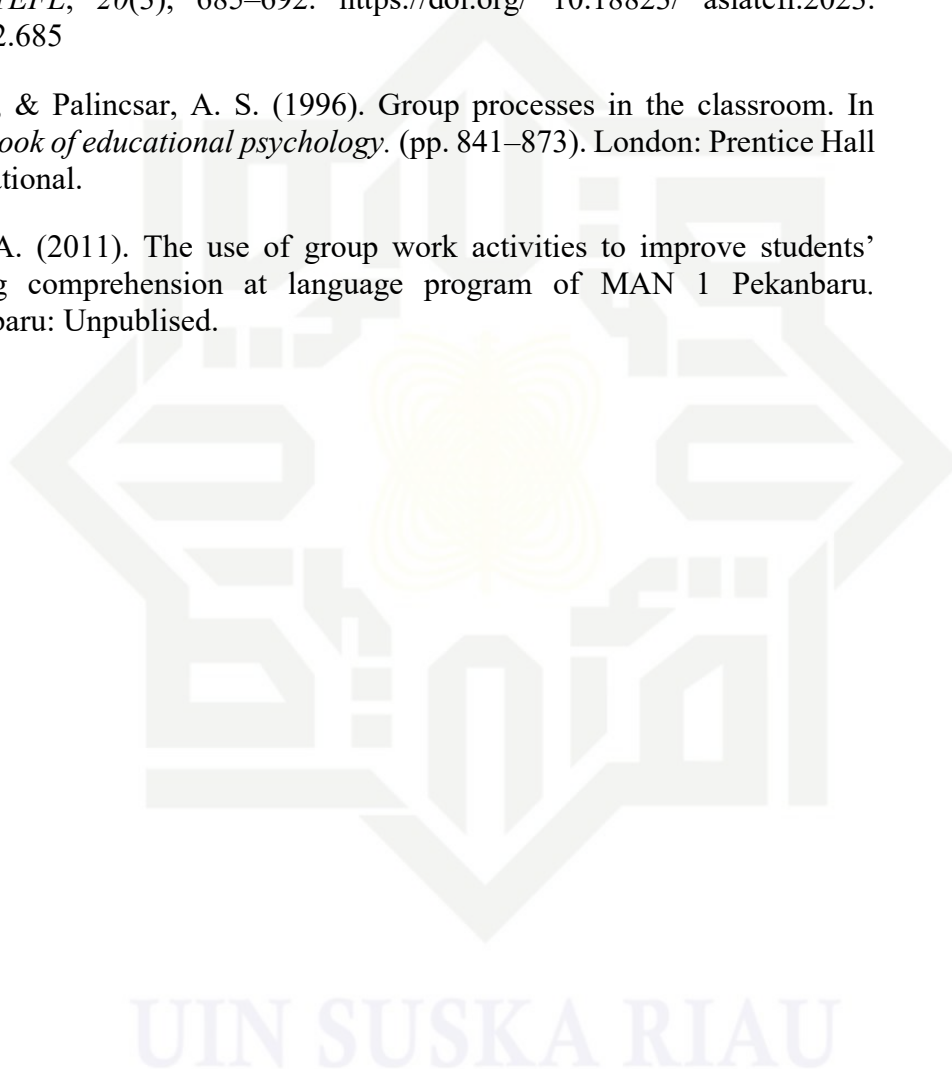 TEFL, 20(3), 685–692. https://doi.org/ 10.18823/ asiatefl.2023.
2.685
, & Palincsar, A. S. (1996). Group processes in the classroom. In
ook of educational psychology. (pp. 841–873). London: Prentice Hall
ational.
A. (2011). The use of group work activities to improve students’
g comprehension at language program of MAN 1 Pekanbaru.
baru: Unpublised.
UIN SUSKA RIAU